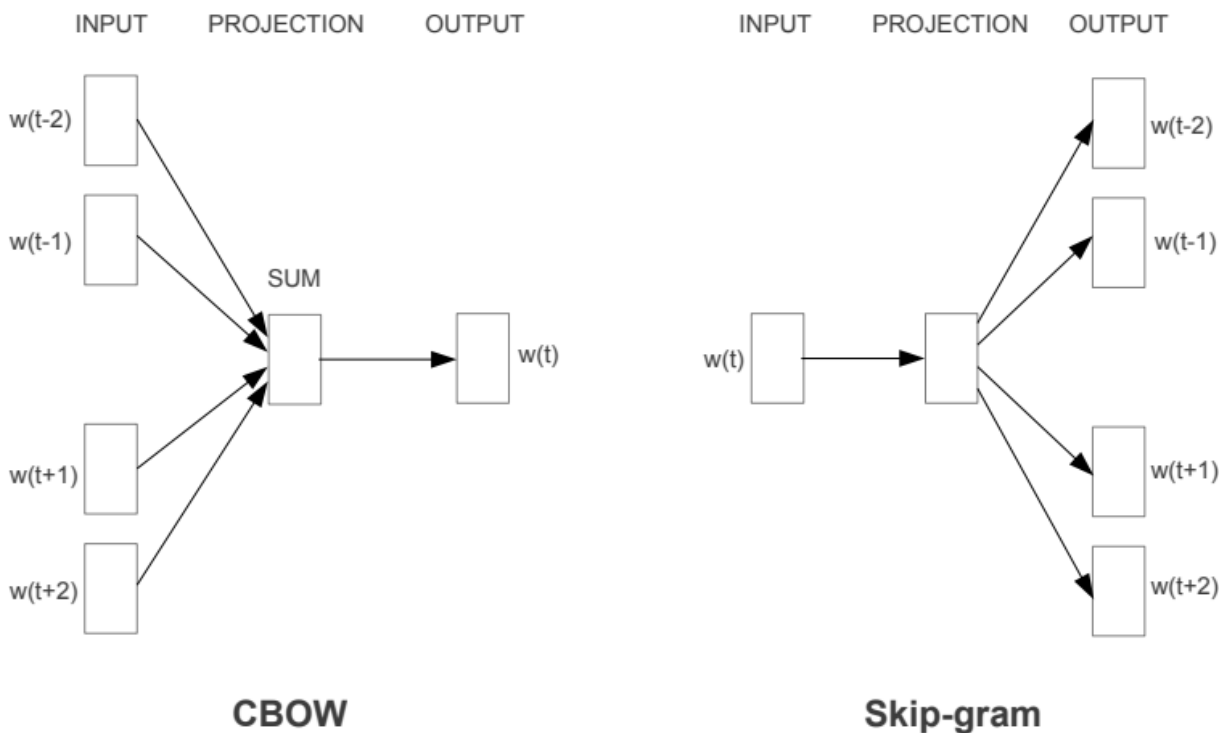 INPUT PROJECTION OUTPUT
w(t-2)
w(t-1)
SUM
w(t)
w(t+1)
w(t+2)
CBOW
INPUT PROJECTION OUTPUT
w(t-2)
w(t-1)
w(t)
w(t+1)
w(t+2)
Skip-gram